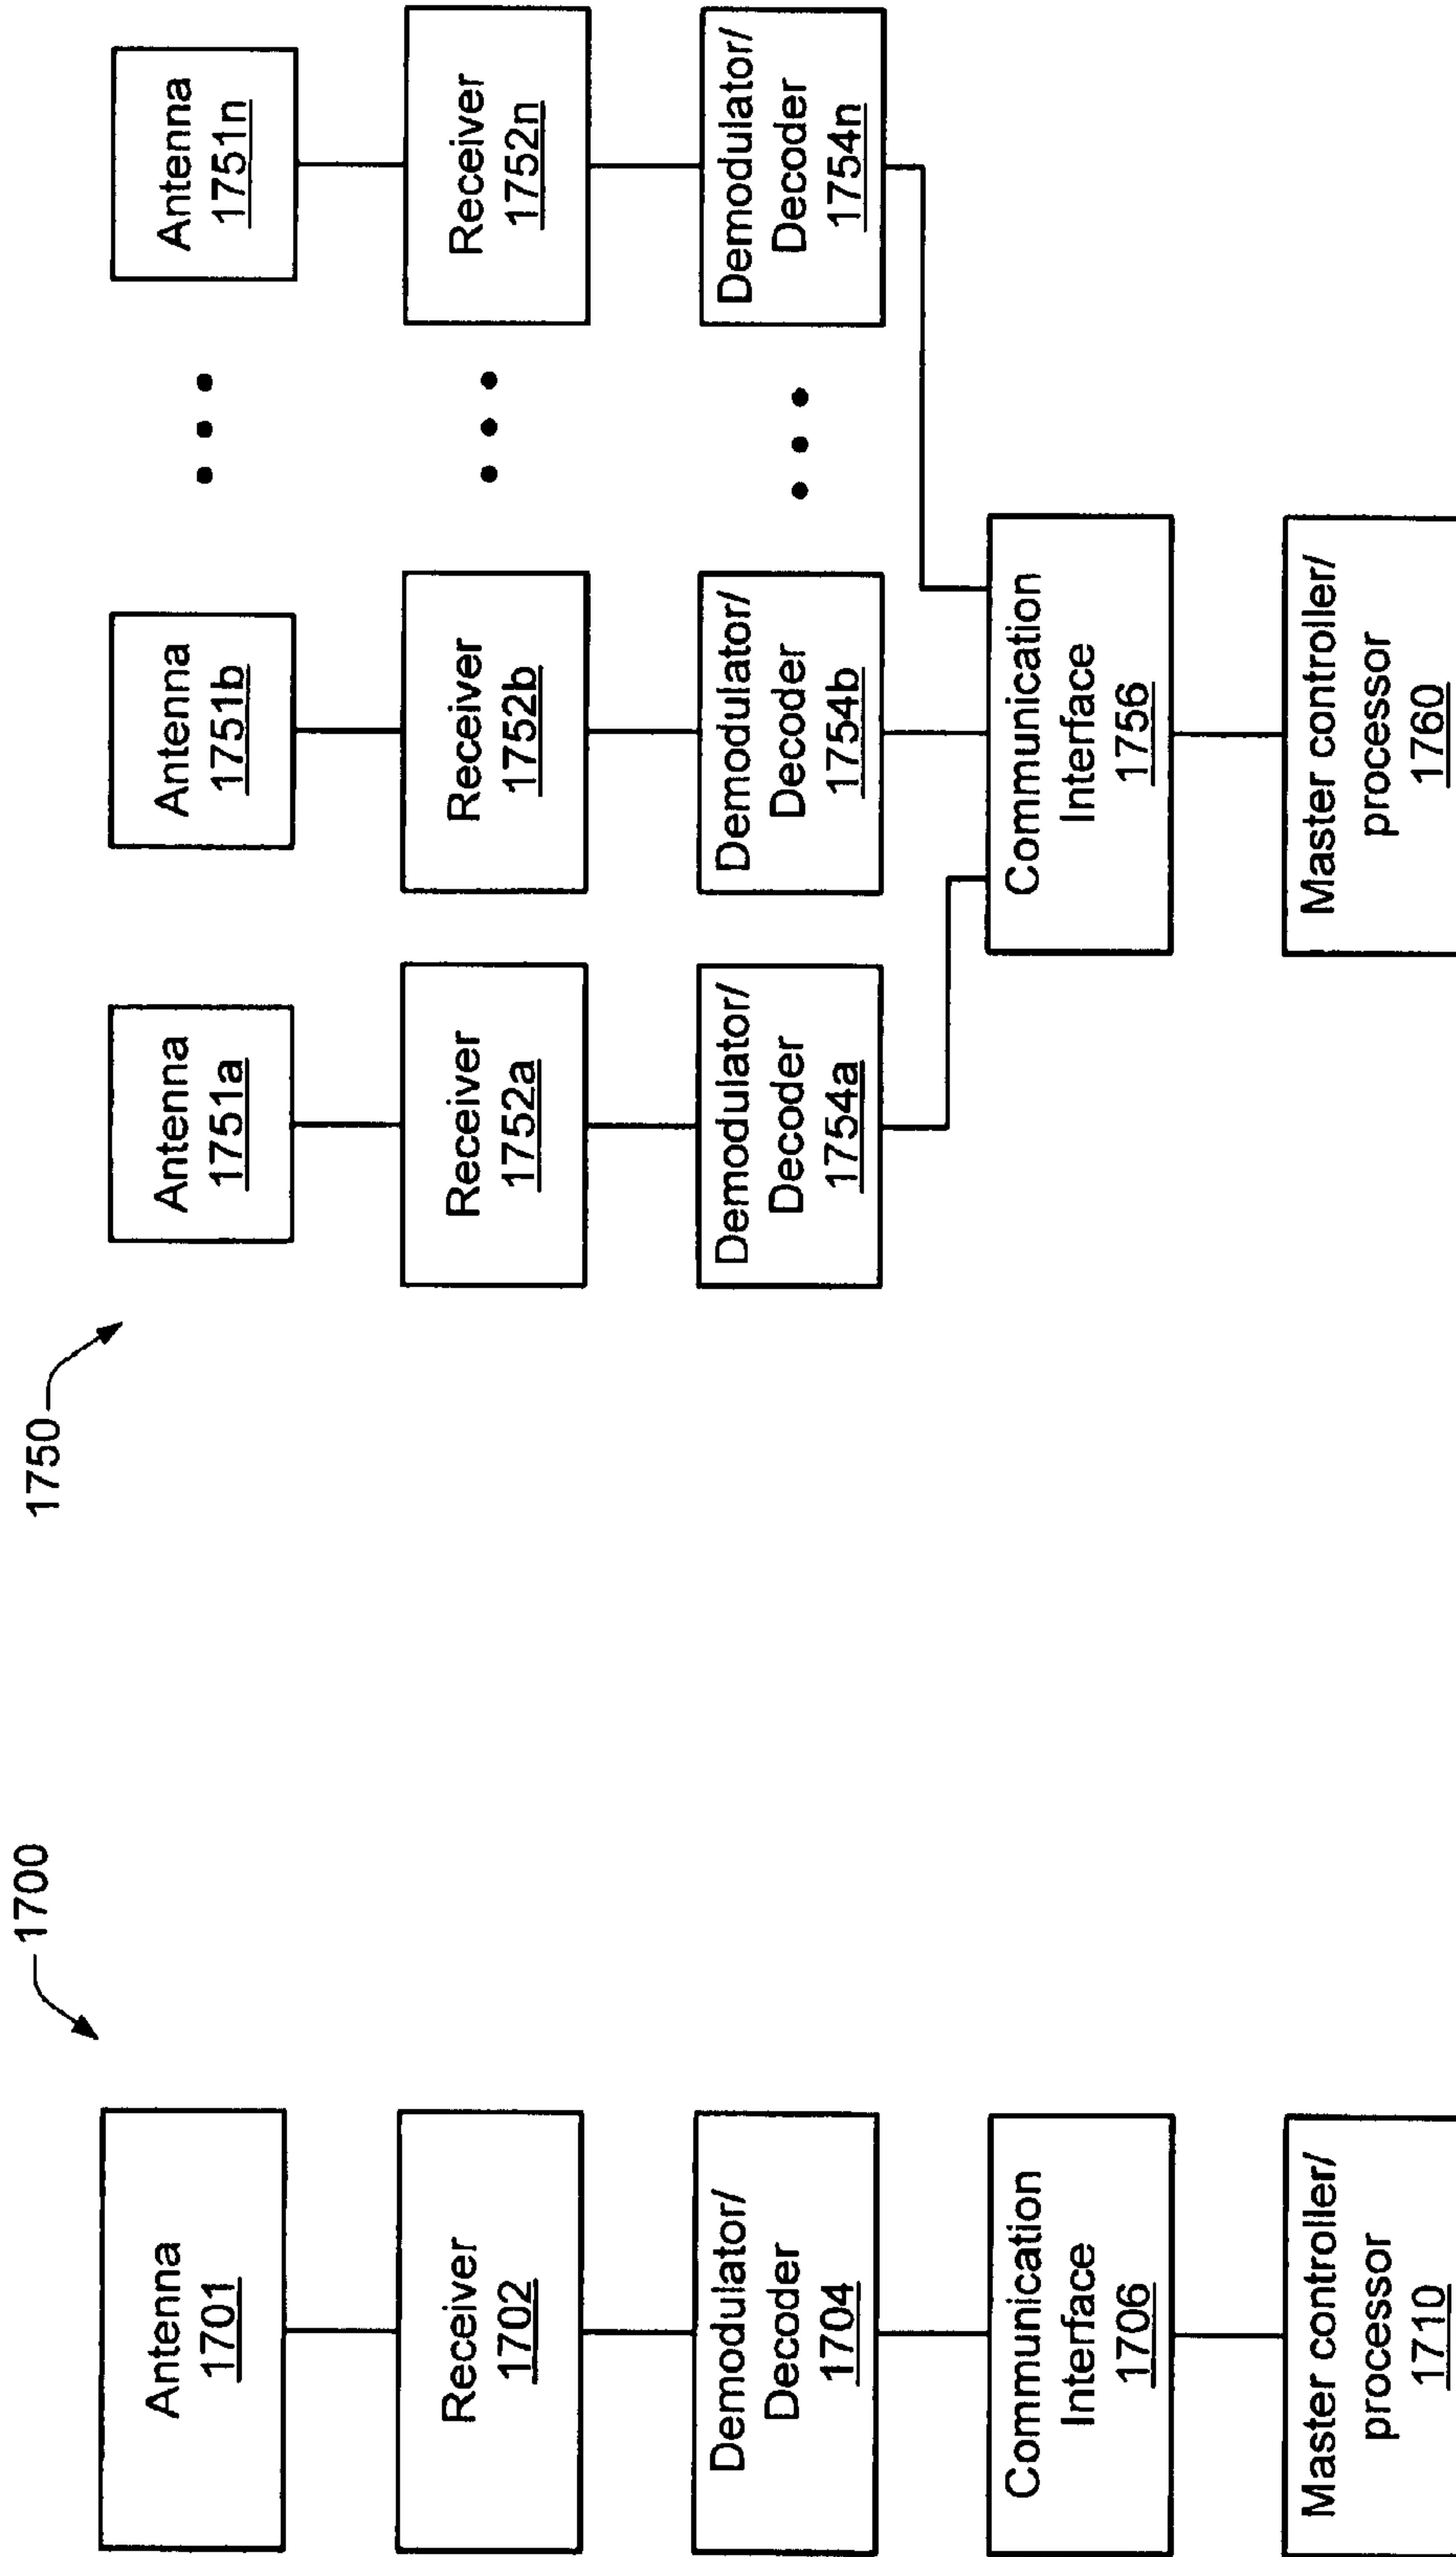 1700
Antenna
1701
Receiver
1702
Demodulator/
Decoder
1704
Communication
Interface
1706
Master controller/
processor
1710
1750
Antenna
1751a
Receiver
1752a
Demodulator/
Decoder
1754a
Antenna
1751b
Receiver
1752b
Demodulator/
Decoder
1754b
Antenna
1751n
Receiver
1752n
Demodulator/
Decoder
1754n
Communication
Interface
1756
Master controller/
processor
1760